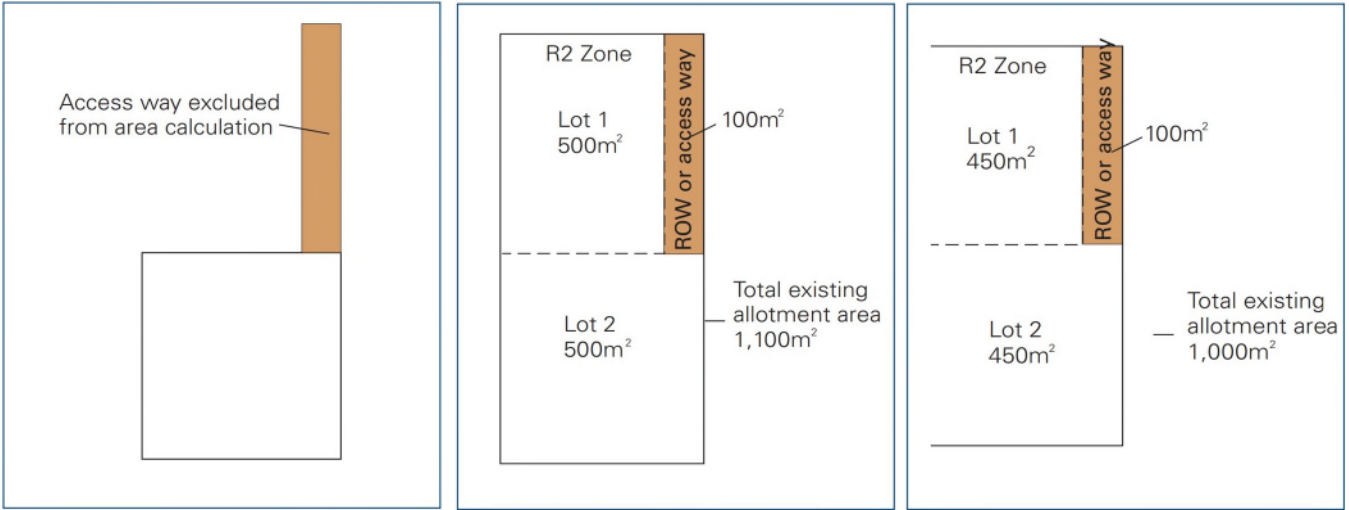 Access way excluded
from area calculation
R2 Zone
Lot 1
500m²
ROW or access way
100m²
Lot 2
500m²
Total existing
allotment area
1,100m²
R2 Zone
Lot 1
450m²
ROW or access way
100m²
Lot 2
450m²
Total existing
allotment area
1,000m²